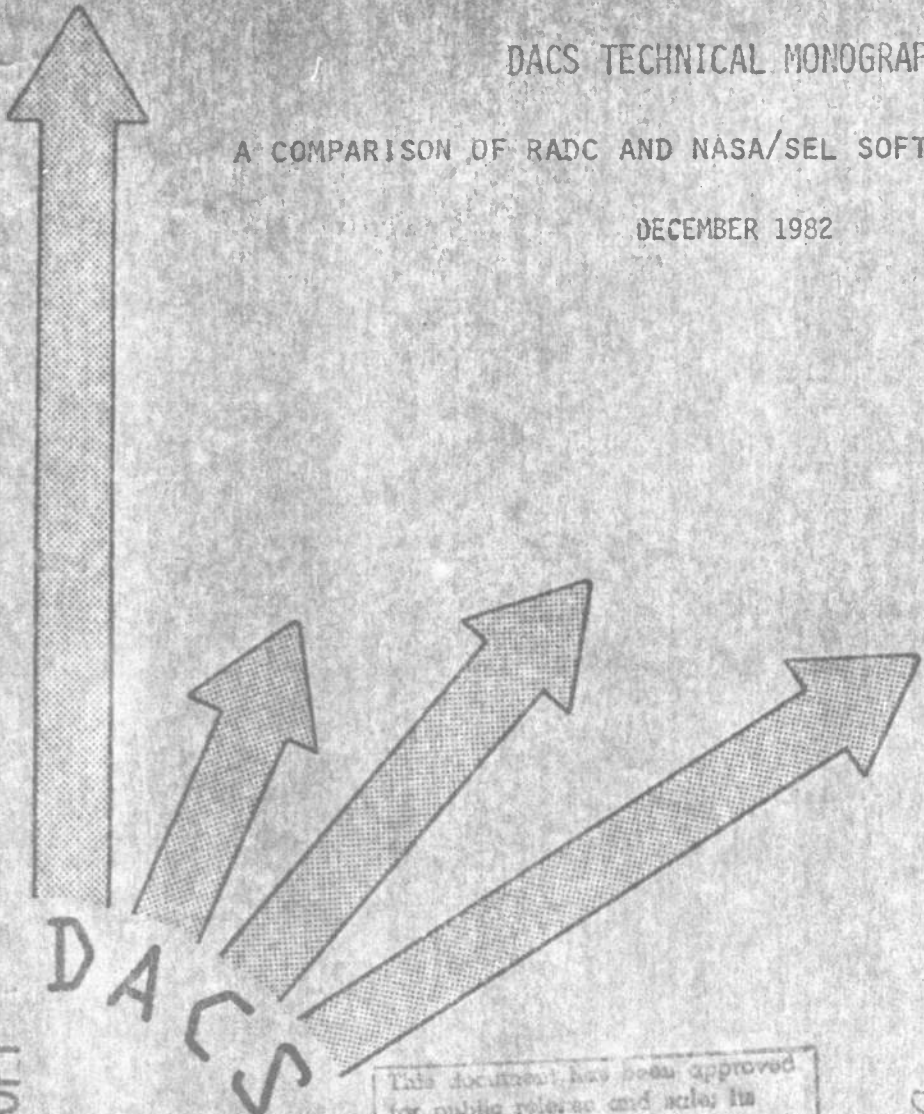 DACS TECHNICAL MONOGRAP
A COMPARISON OF RADC AND NASA/SEL SOFT
DECEMBER 1982
DACS
This document has been approved
for public release and sale; its